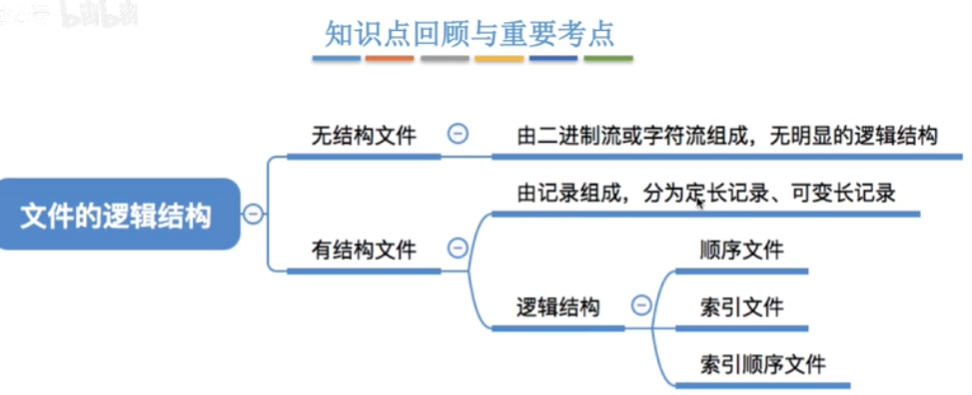 知识点回顾与重要考点
无结构文件
由二进制流或字符流组成，无明显的逻辑结构
文件的逻辑结构
由记录组成，分为定长记录、可变长记录
有结构文件
顺序文件
逻辑结构
索引文件
索引顺序文件